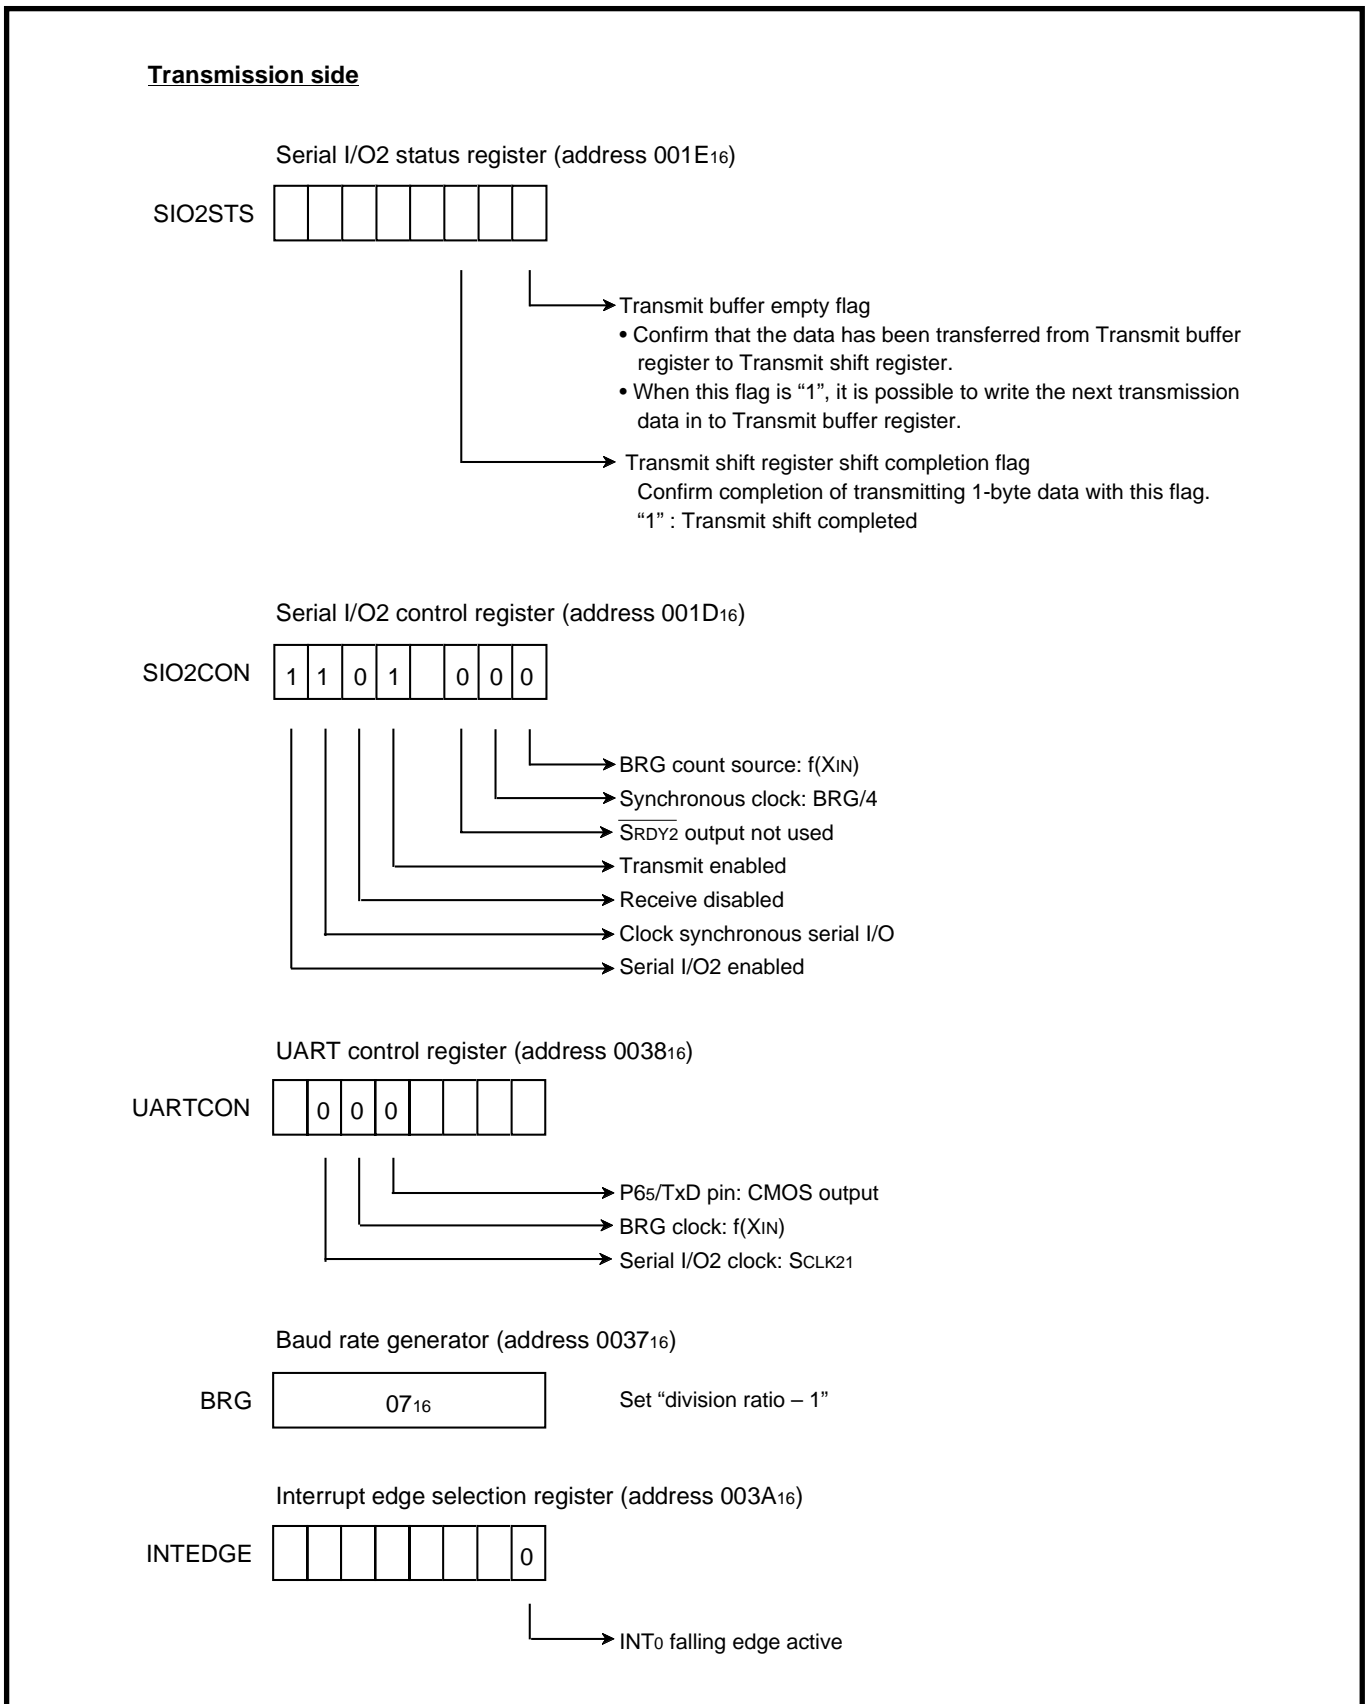 Transmission side
Serial I/O2 status register (address 001E16)
SIO2STS
Transmit buffer empty flag
• Confirm that the data has been transferred from Transmit buffer
register to Transmit shift register.
• When this flag is “1”, it is possible to write the next transmission
data in to Transmit buffer register.
Transmit shift register shift completion flag
Confirm completion of transmitting 1-byte data with this flag.
“1” : Transmit shift completed
Serial I/O2 control register (address 001D16)
SIO2CON 1 1 0 1 0 0 0
BRG count source: f(XIN)
Synchronous clock: BRG/4
SRDY2 output not used
Transmit enabled
Receive disabled
Clock synchronous serial I/O
Serial I/O2 enabled
UART control register (address 003816)
UARTCON 0 0 0
P65/TxD pin: CMOS output
BRG clock: f(XIN)
Serial I/O2 clock: SCLK21
Baud rate generator (address 003716)
BRG 0716 Set “division ratio – 1”
Interrupt edge selection register (address 003A16)
INTEDGE 0
INT0 falling edge active